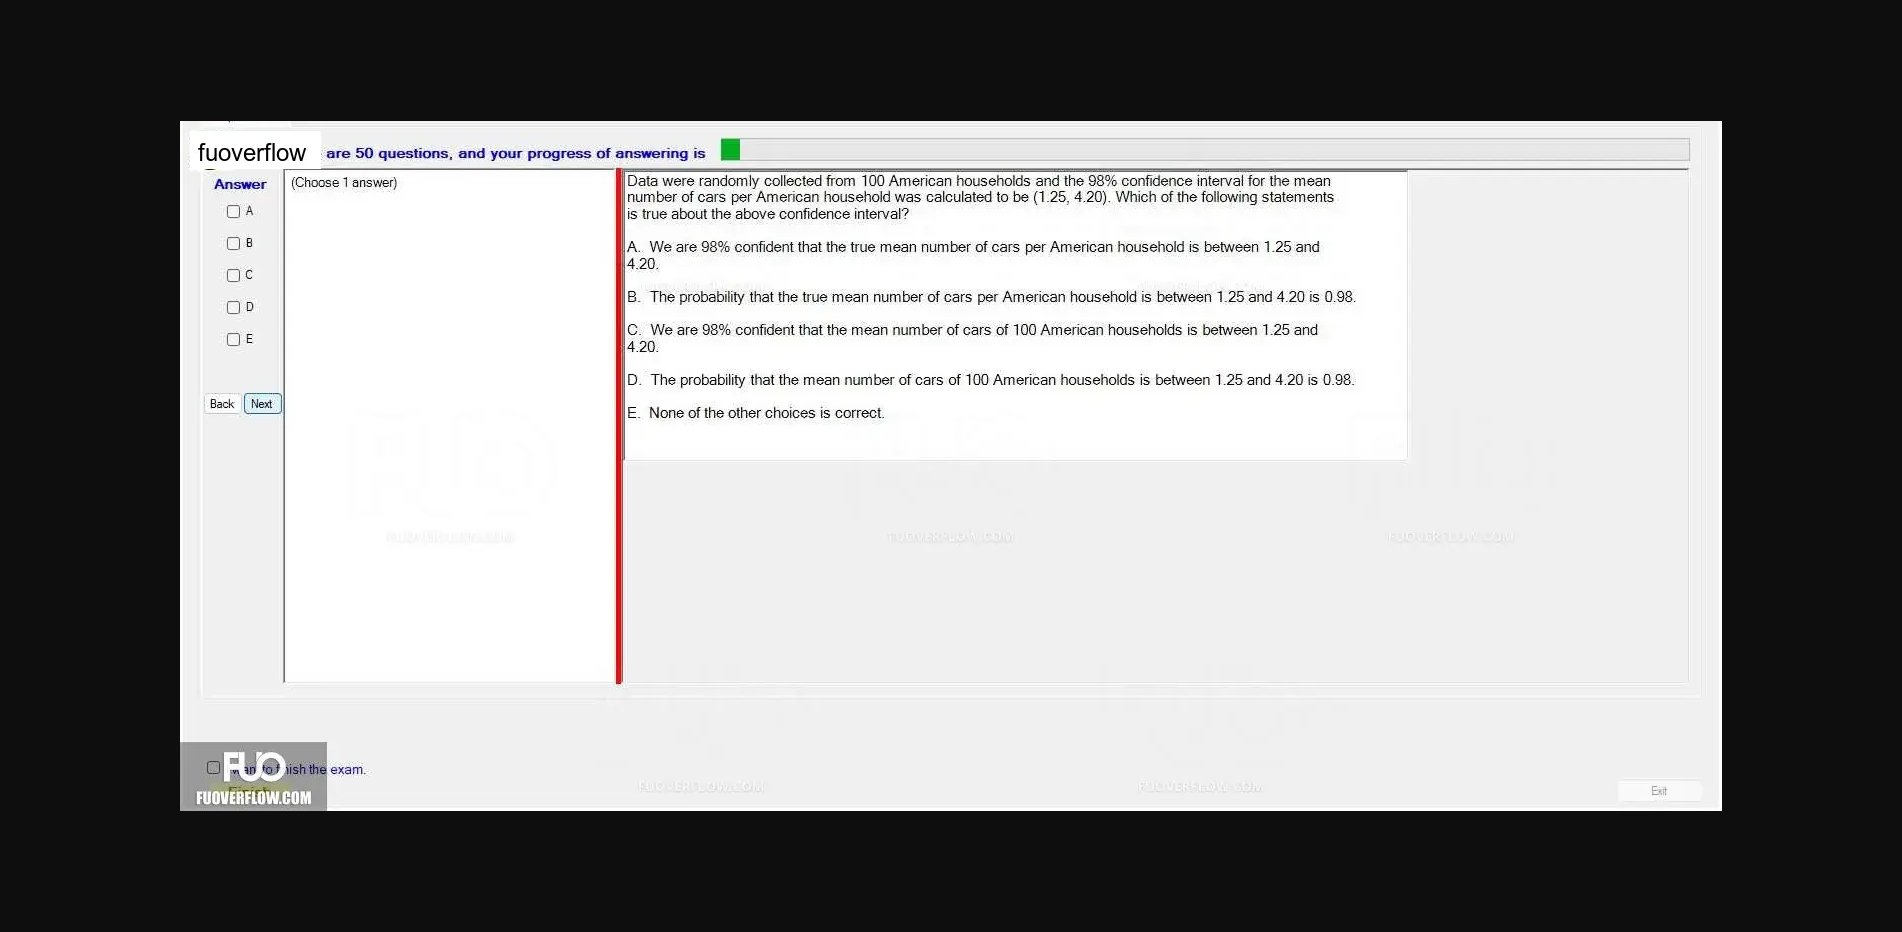 fuoverflow are 50 questions, and your progress of answering is
Answer
(Choose 1 answer)
A
B
C
D
E
Back Next
Data were randomly collected from 100 American households and the 98% confidence interval for the mean
number of cars per American household was calculated to be (1.25, 4.20). Which of the following statements
is true about the above confidence interval?
A. We are 98% confident that the true mean number of cars per American household is between 1.25 and
4.20.
B. The probability that the true mean number of cars per American household is between 1.25 and 4.20 is 0.98.
C. We are 98% confident that the mean number of cars of 100 American households is between 1.25 and
4.20.
D. The probability that the mean number of cars of 100 American households is between 1.25 and 4.20 is 0.98.
E. None of the other choices is correct.
FUOVERFLOW.COM
FUOVERFLOW.COM
FUOVERFLOW.COM
FUO
the exam.
FUOVERFLOW.COM
FUOVERFLOW.COM
FUOVERFLOW.COM
Exit